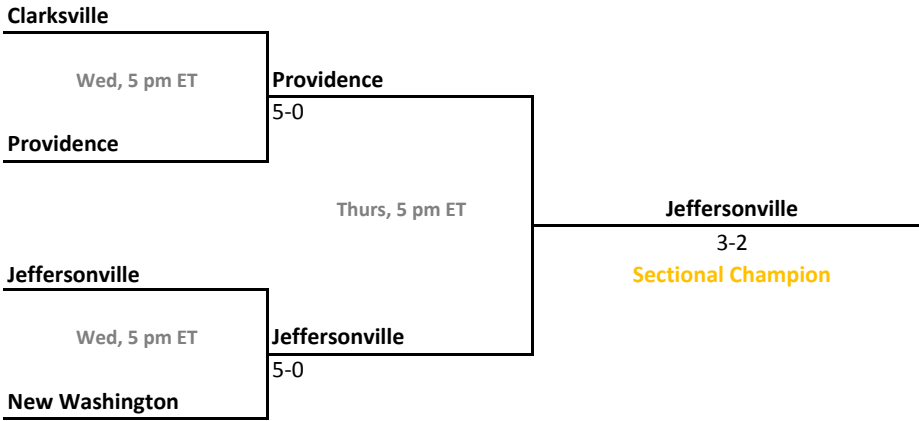 Clarksville
Wed, 5 pm ET
Providence
5-0
Providence
Thurs, 5 pm ET
Jeffersonville
3-2
Sectional Champion
Jeffersonville
Wed, 5 pm ET
Jeffersonville
5-0
New Washington